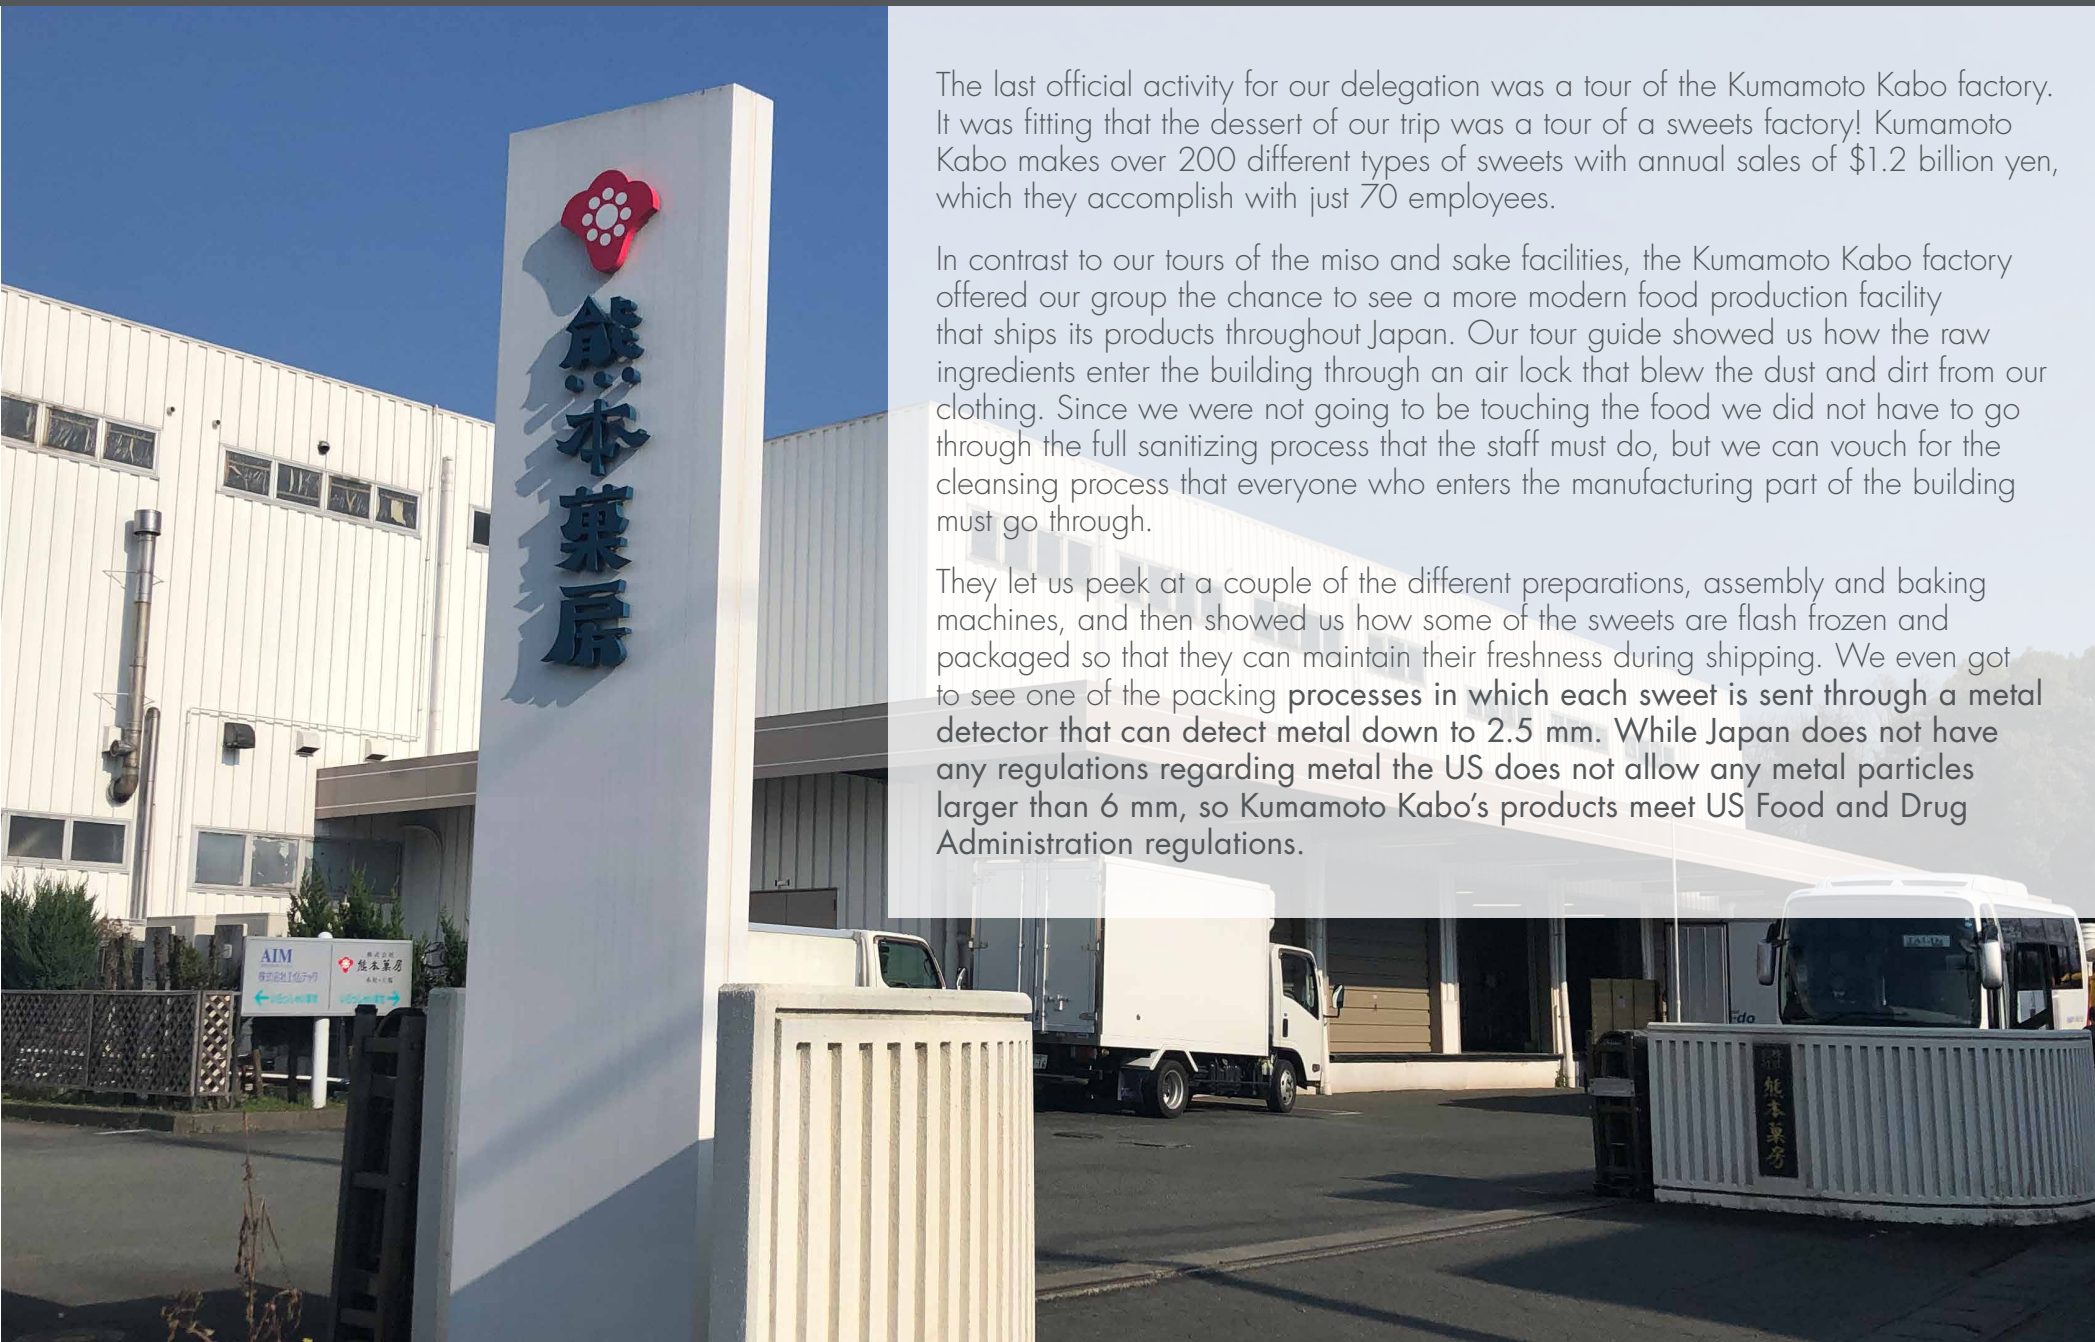 The last official activity for our delegation was a tour of the Kumamoto Kabo factory.
It was fitting that the dessert of our trip was a tour of a sweets factory! Kumamoto
Kabo makes over 200 different types of sweets with annual sales of $1.2 billion yen,
which they accomplish with just 70 employees.
In contrast to our tours of the miso and sake facilities, the Kumamoto Kabo factory
offered our group the chance to see a more modern food production facility
that ships its products throughout Japan. Our tour guide showed us how the raw
ingredients enter the building through an air lock that blew the dust and dirt from our
clothing. Since we were not going to be touching the food we did not have to go
through the full sanitizing process that the staff must do, but we can vouch for the
cleansing process that everyone who enters the manufacturing part of the building
must go through.
They let us peek at a couple of the different preparations, assembly and baking
machines, and then showed us how some of the sweets are flash frozen and
packaged so that they can maintain their freshness during shipping. We even got
to see one of the packing processes in which each sweet is sent through a metal
detector that can detect metal down to 2.5 mm. While Japan does not have
any regulations regarding metal the US does not allow any metal particles
larger than 6 mm, so Kumamoto Kabo’s products meet US Food and Drug
Administration regulations.
熊本菓房
AIM
株式会社エイムテック
株式会社
熊本菓房
熊本菓房